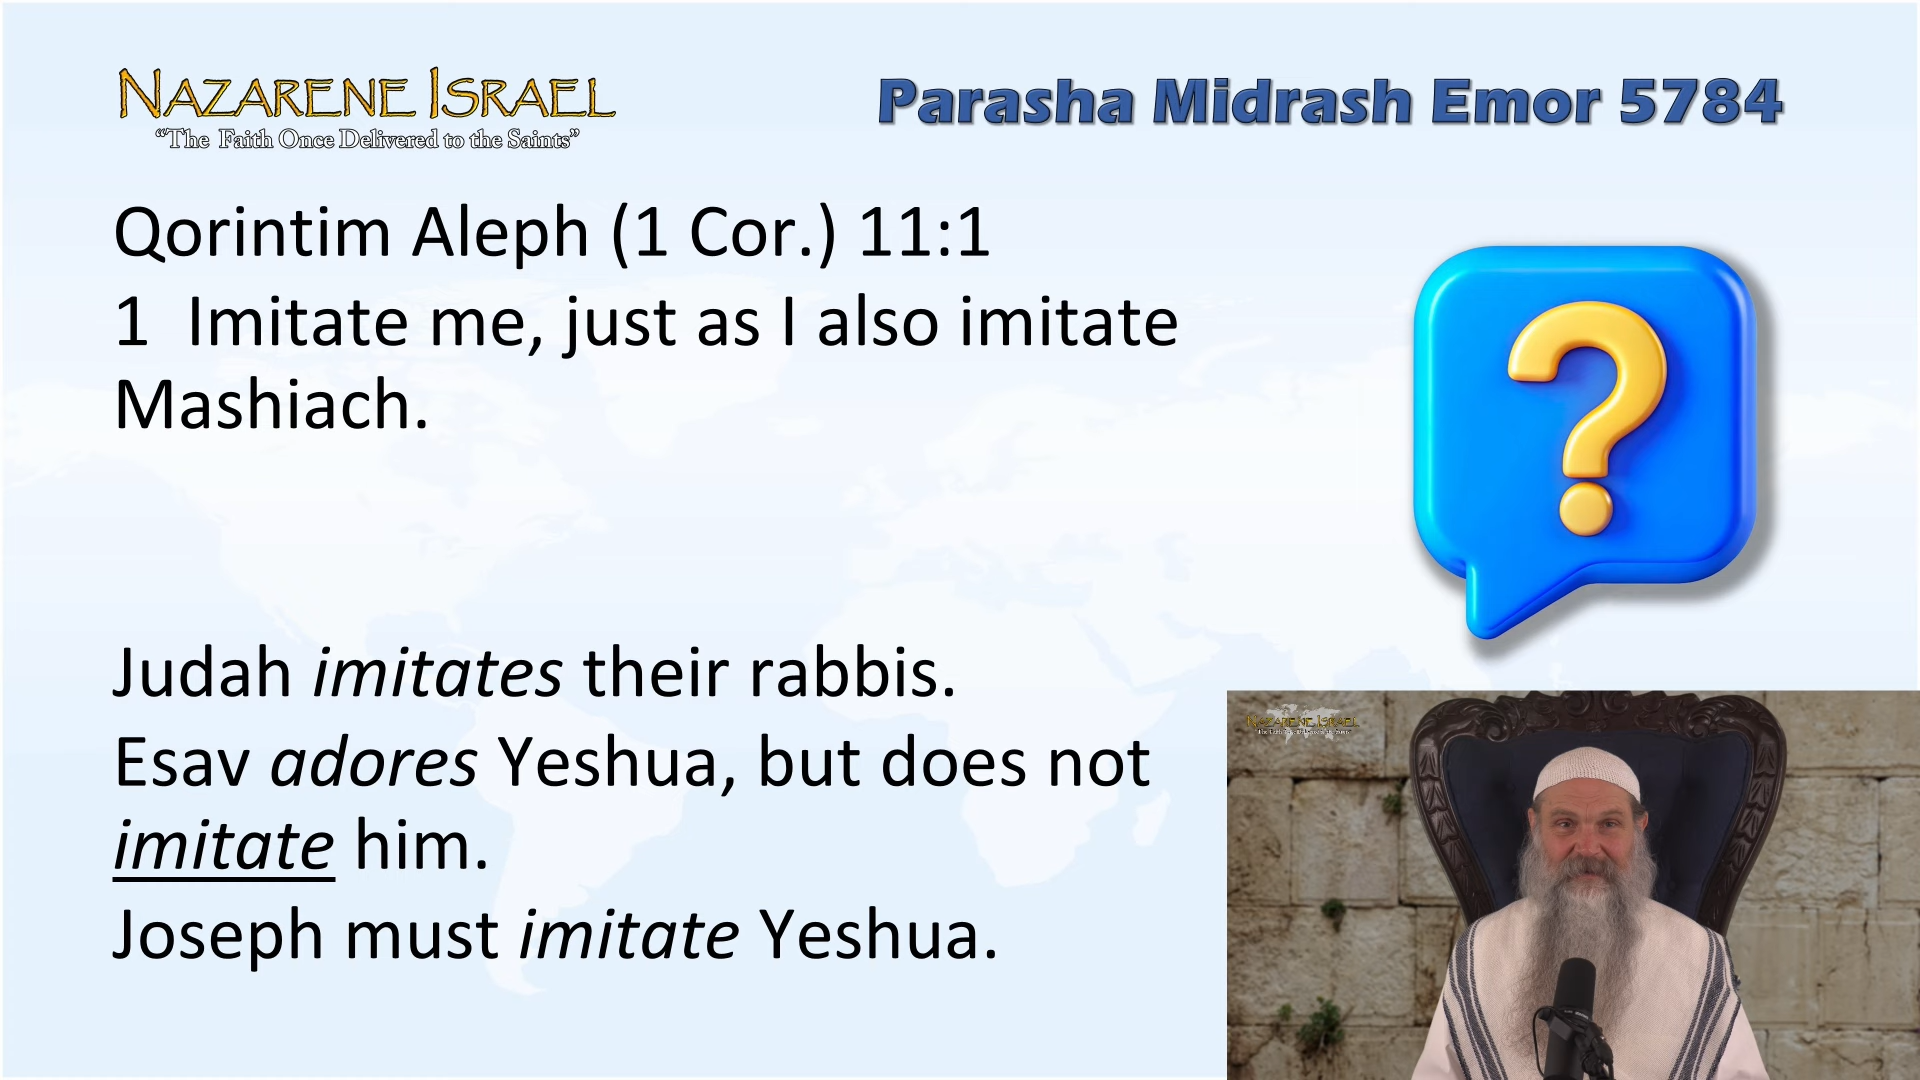 NAZARENE ISRAEL
“The Faith Once Delivered to the Saints”
Parasha Midrash Emor 5784
Qorintim Aleph (1 Cor.) 11:1
1 Imitate me, just as I also imitate
Mashiach.
?
Judah imitates their rabbis.
Esav adores Yeshua, but does not
imitate him.
Joseph must imitate Yeshua.
NAZARENE ISRAEL